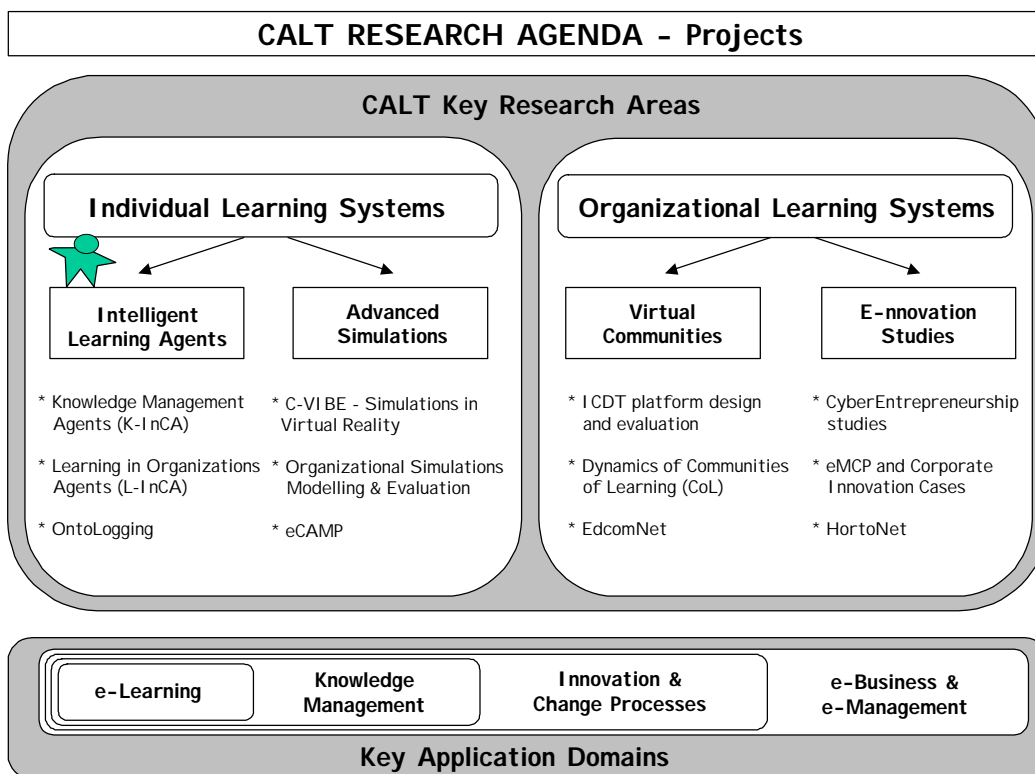 CALT RESEARCH AGENDA - Projects
CALT Key Research Areas
Individual Learning Systems
Intelligent
Learning Agents
Advanced
Simulations
* Knowledge Management
Agents (K-InCA)
* Learning in Organizations
Agents (L-InCA)
* OntoLogging
* C-VIBE - Simulations in
Virtual Reality
* Organizational Simulations
Modelling & Evaluation
* eCAMP
Organizational Learning Systems
Virtual
Communities
E-nnovation
Studies
* ICDT platform design
and evaluation
* Dynamics of Communities
of Learning (CoL)
* EdcomNet
* CyberEntrepreneurship
studies
* eMCP and Corporate
Innovation Cases
* HortoNet
e-Learning
Knowledge
Management
Innovation &
Change Processes
e-Business &
e-Management
Key Application Domains